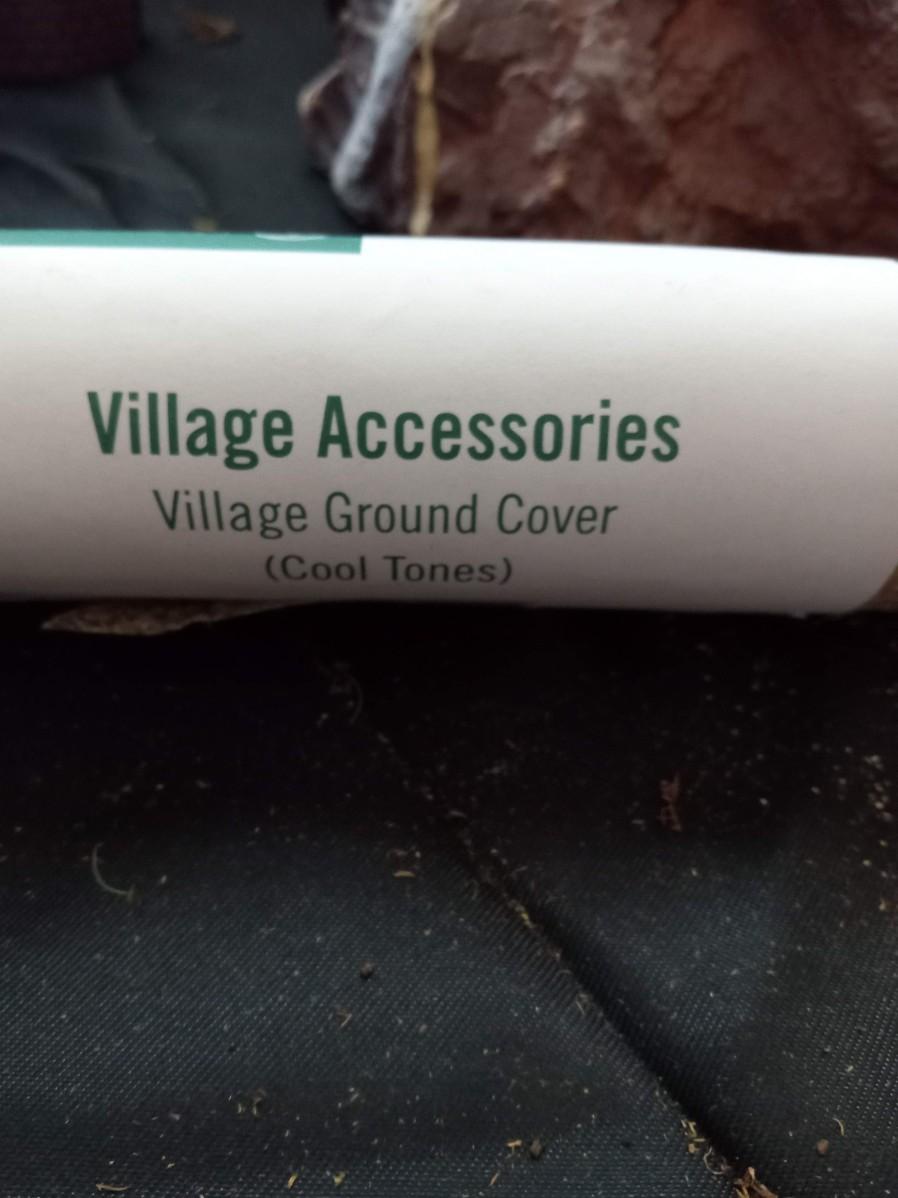 Village Accessories
Village Ground Cover
(Cool Tones)